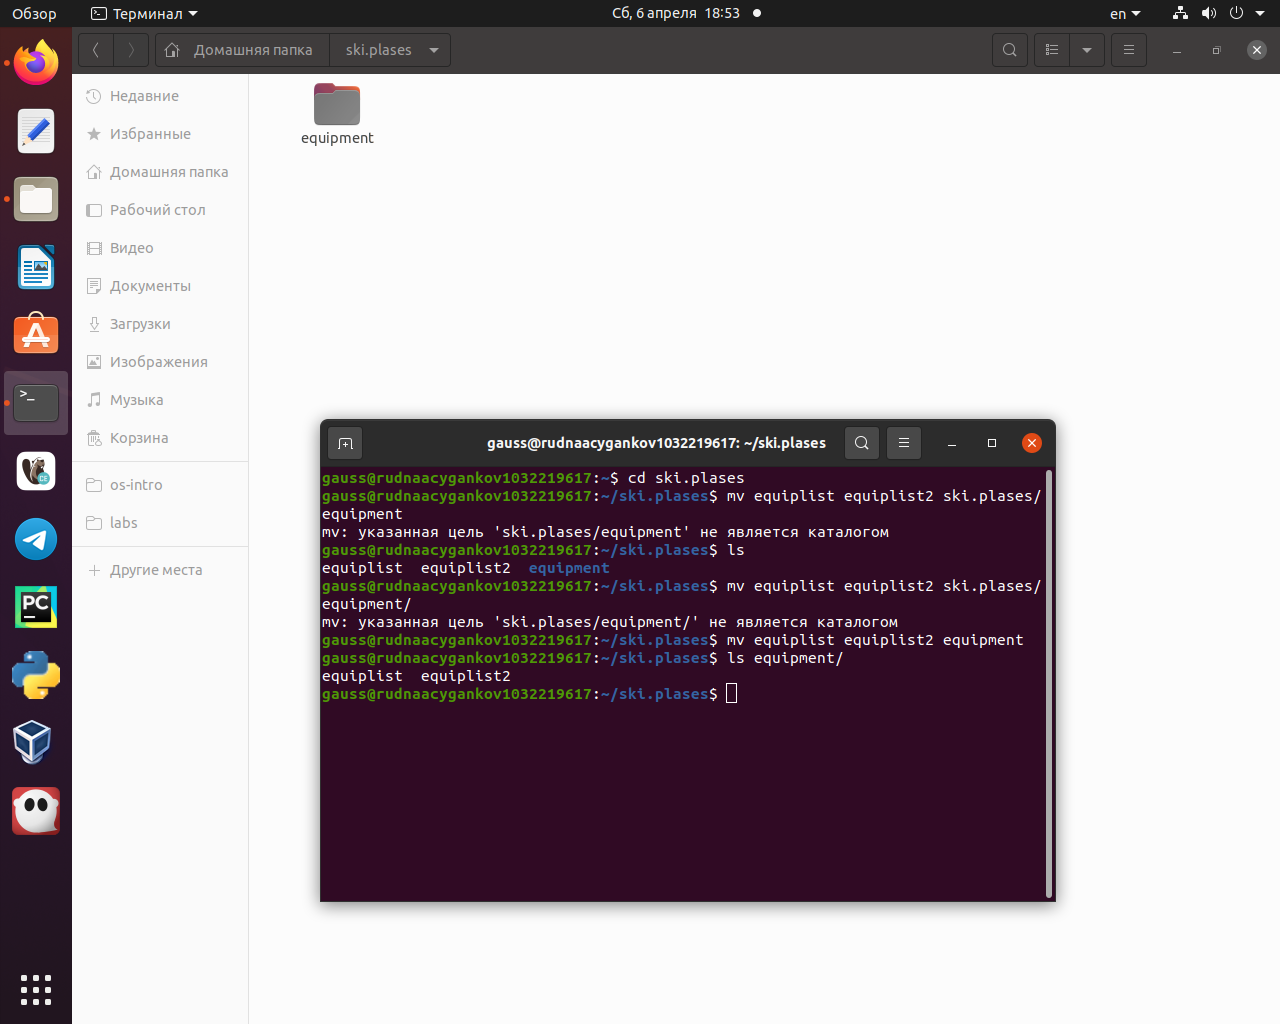 Обзор
Терминал
Сб, 6 апреля 18:53
en
Домашняя папка
ski.plases
Недавние
Избранные
Домашняя папка
Рабочий стол
Видео
Документы
Загрузки
Изображения
Музыка
Корзина
os-intro
labs
Другие места
equipment
gauss@rudnaacygankov1032219617: ~/ski.plases
gauss@rudnaacygankov1032219617:~$ cd ski.plases
gauss@rudnaacygankov1032219617:~/ski.plases$ mv equiplist equiplist2 ski.plases/
equipment
mv: указанная цель 'ski.plases/equipment' не является каталогом
gauss@rudnaacygankov1032219617:~/ski.plases$ ls
equiplist  equiplist2  equipment
gauss@rudnaacygankov1032219617:~/ski.plases$ mv equiplist equiplist2 ski.plases/
equipment/
mv: указанная цель 'ski.plases/equipment/' не является каталогом
gauss@rudnaacygankov1032219617:~/ski.plases$ mv equiplist equiplist2 equipment
gauss@rudnaacygankov1032219617:~/ski.plases$ ls equipment/
equiplist  equiplist2
gauss@rudnaacygankov1032219617:~/ski.plases$
>_
CE
PC